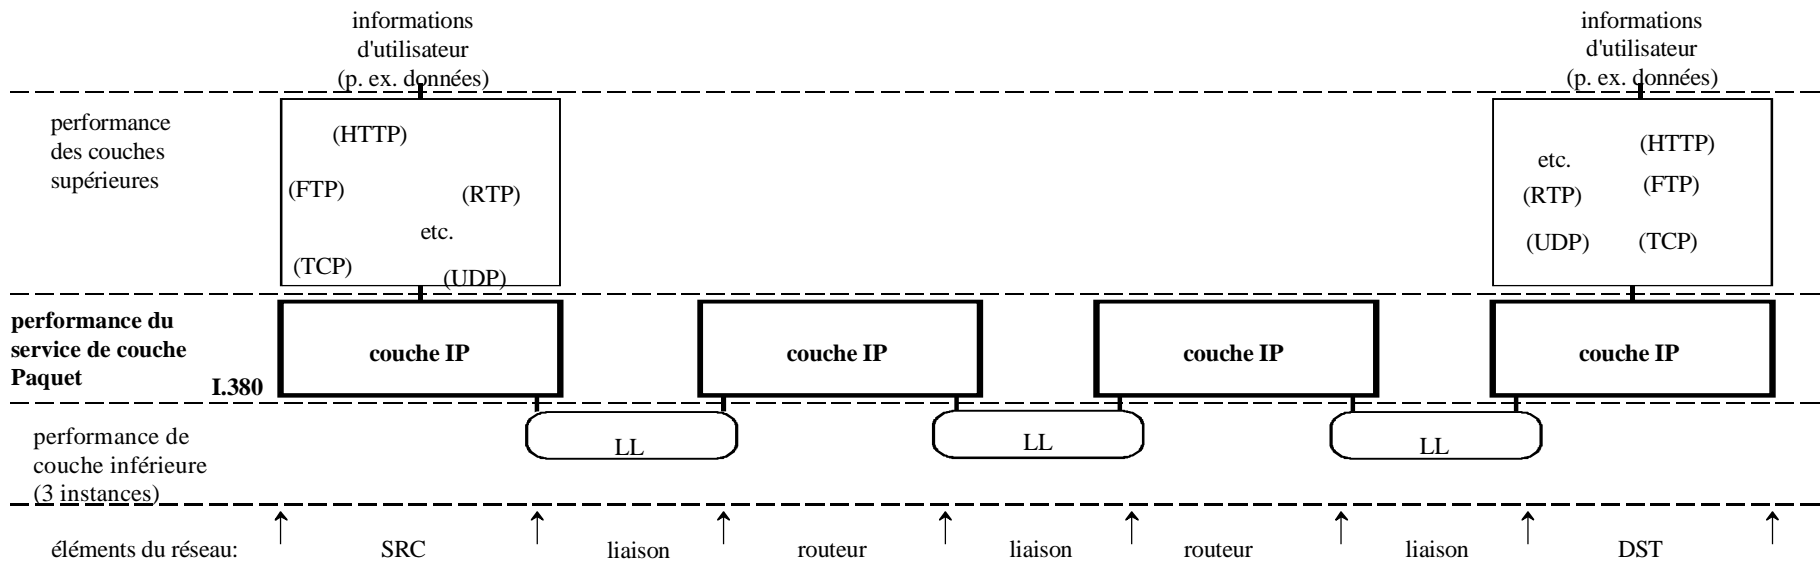 informations
d'utilisateur
(p. ex. données)
informations
d'utilisateur
(p. ex. données)
performance
des couches
supérieures
(HTTP)
(FTP)
(RTP)
etc.
(TCP)
(UDP)
(HTTP)
etc.
(FTP)
(RTP)
(UDP)
(TCP)
performance du
service de couche
Paquet
I.380
couche IP
couche IP
couche IP
couche IP
performance de
couche inférieure
(3 instances)
LL
LL
LL
éléments du réseau:
SRC
liaison
routeur
liaison
routeur
liaison
DST